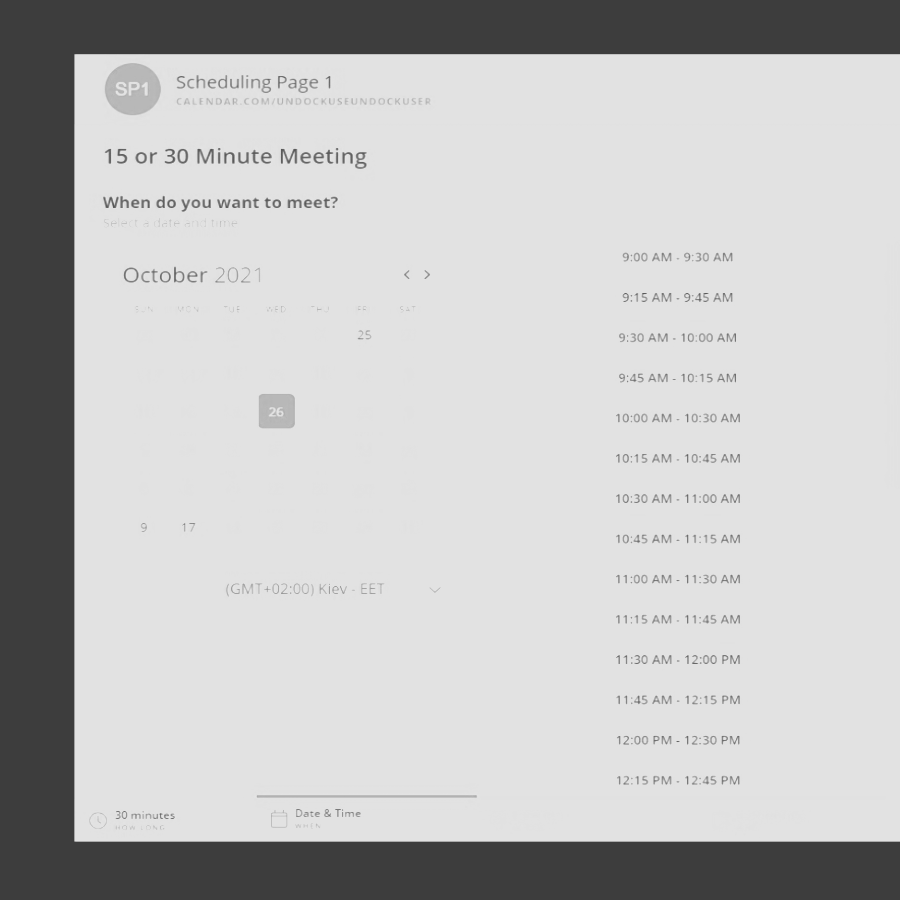 SP1
Scheduling Page 1
CALENDAR.COM/UNDOCKUSEUNDOCKUSER
15 or 30 Minute Meeting
When do you want to meet?
Select a date and time
October 2021
< >
SUN MON TUE WED THU FRI SAT
25
26
9 17
(GMT+02:00) Kiev - EET
9:00 AM - 9:30 AM
9:15 AM - 9:45 AM
9:30 AM - 10:00 AM
9:45 AM - 10:15 AM
10:00 AM - 10:30 AM
10:15 AM - 10:45 AM
10:30 AM - 11:00 AM
10:45 AM - 11:15 AM
11:00 AM - 11:30 AM
11:15 AM - 11:45 AM
11:30 AM - 12:00 PM
11:45 AM - 12:15 PM
12:00 PM - 12:30 PM
12:15 PM - 12:45 PM
30 minutes
HOW LONG
Date & Time
WHEN